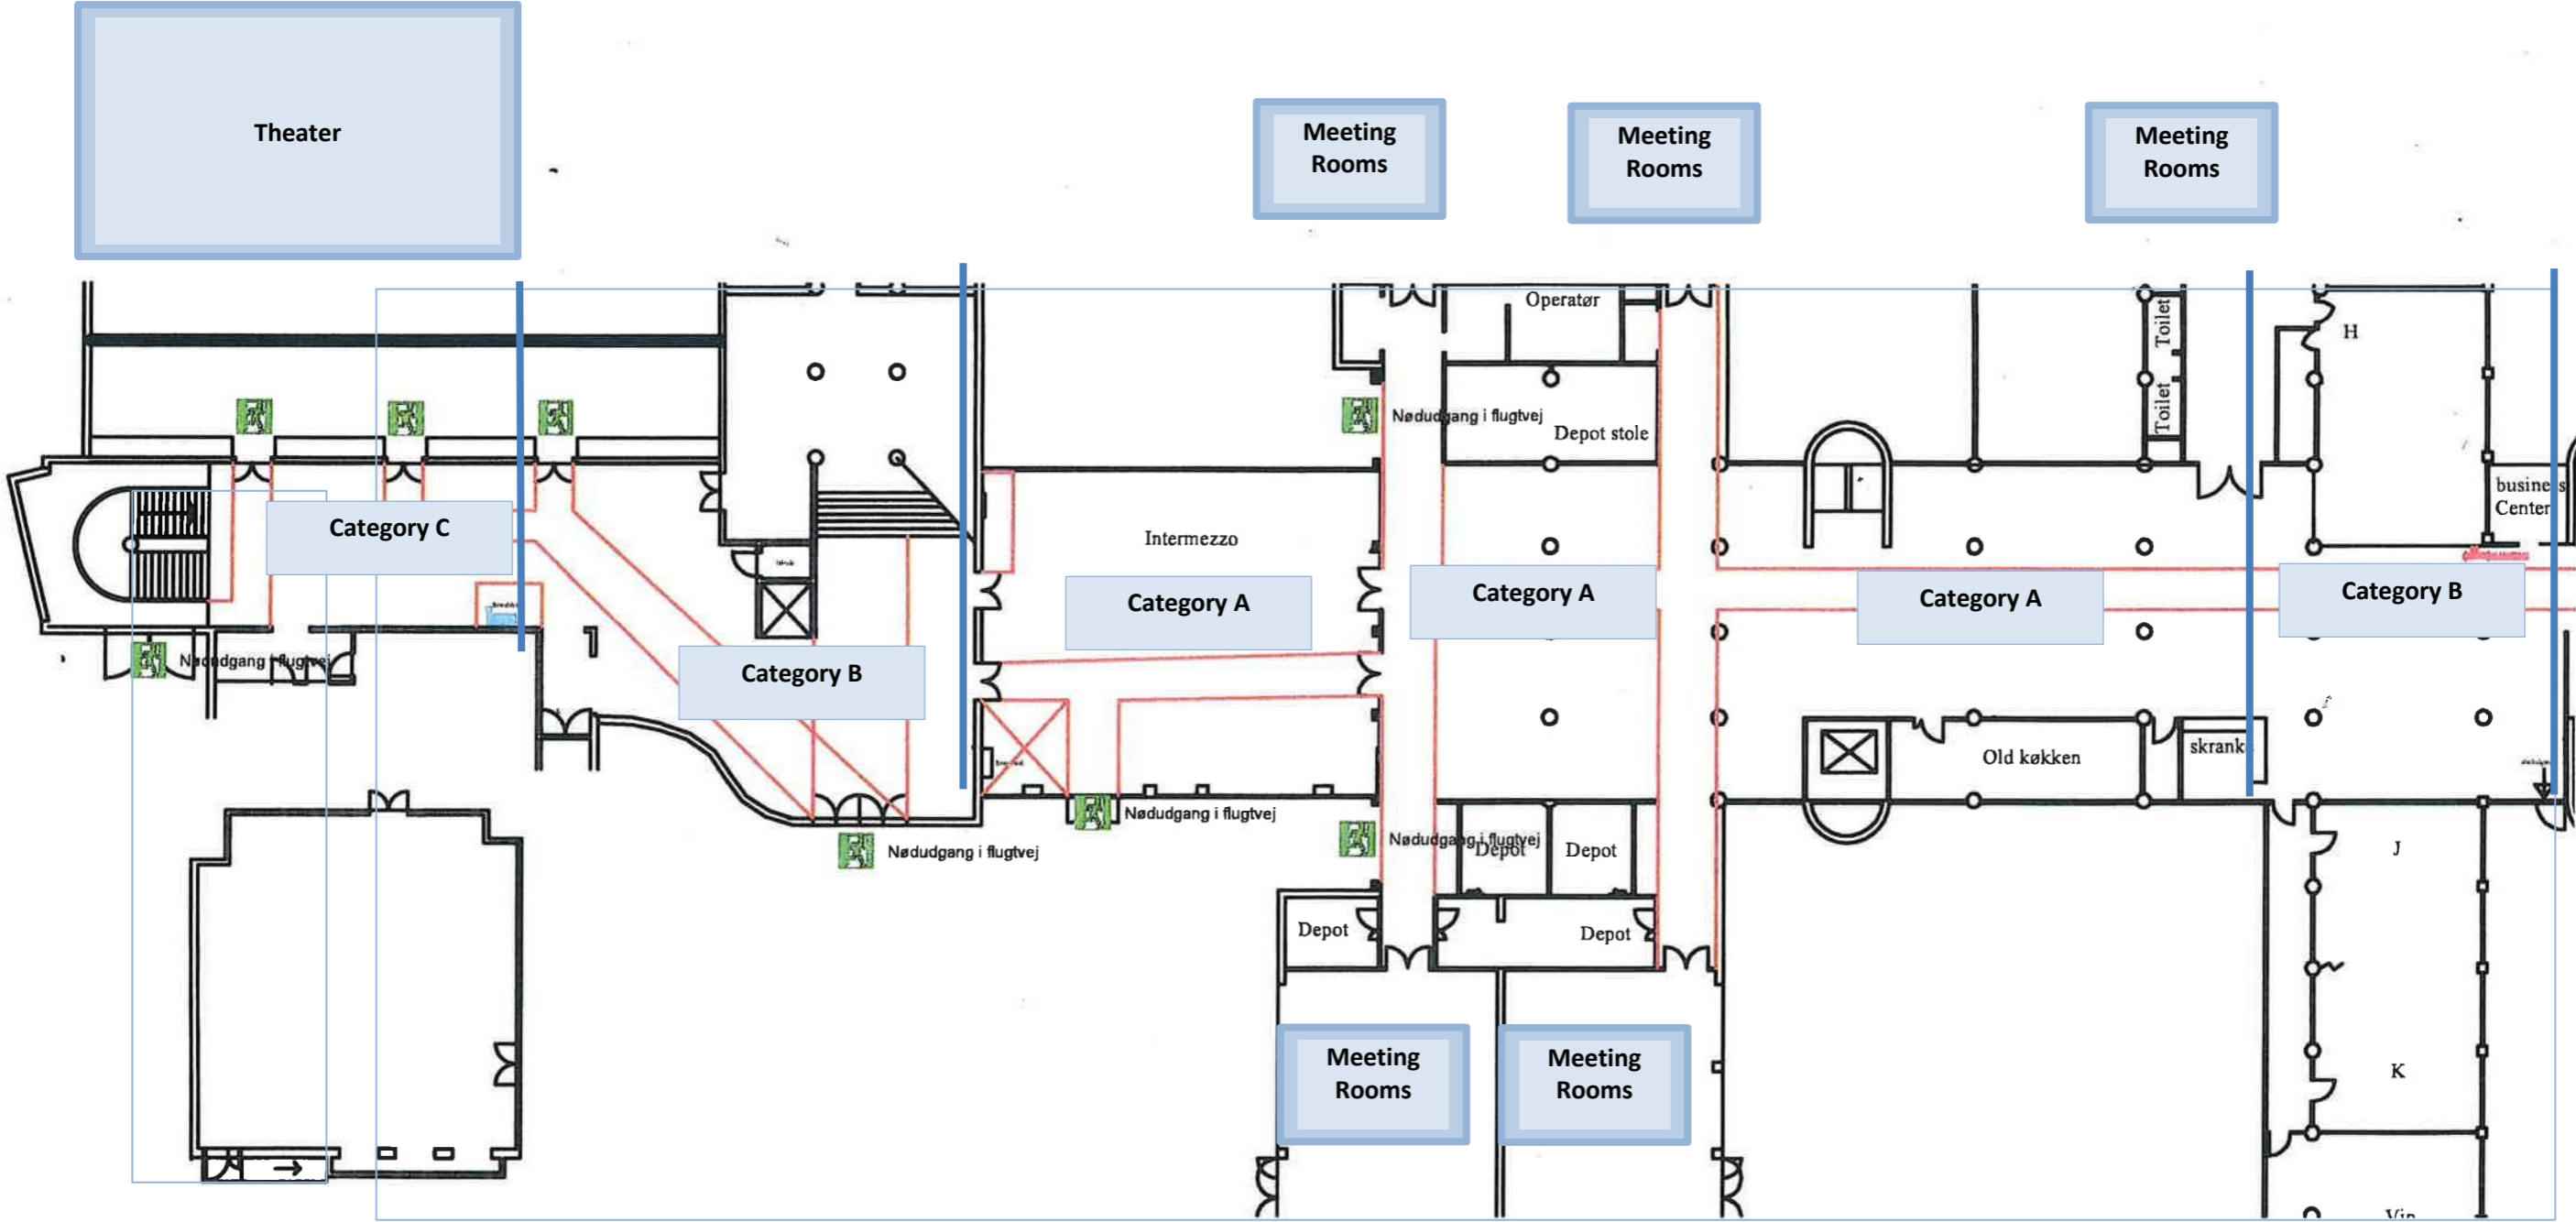 Theater
Meeting
Rooms
Meeting
Rooms
Meeting
Rooms
Operatør
Toilet
H
Nødudgang i flugtvej
Toilet
Depot stole
business
Center
Category C
Intermezzo
Category A
Category A
Category A
Category B
Nødudgang i flugtvej
Category B
Old køkken
skranke
Nødudgang i flugtvej
Nødudgang i flugtvej
Nødudgang i flugtvej
Depot
Depot
J
Depot
Depot
Meeting
Rooms
Meeting
Rooms
K
Vin